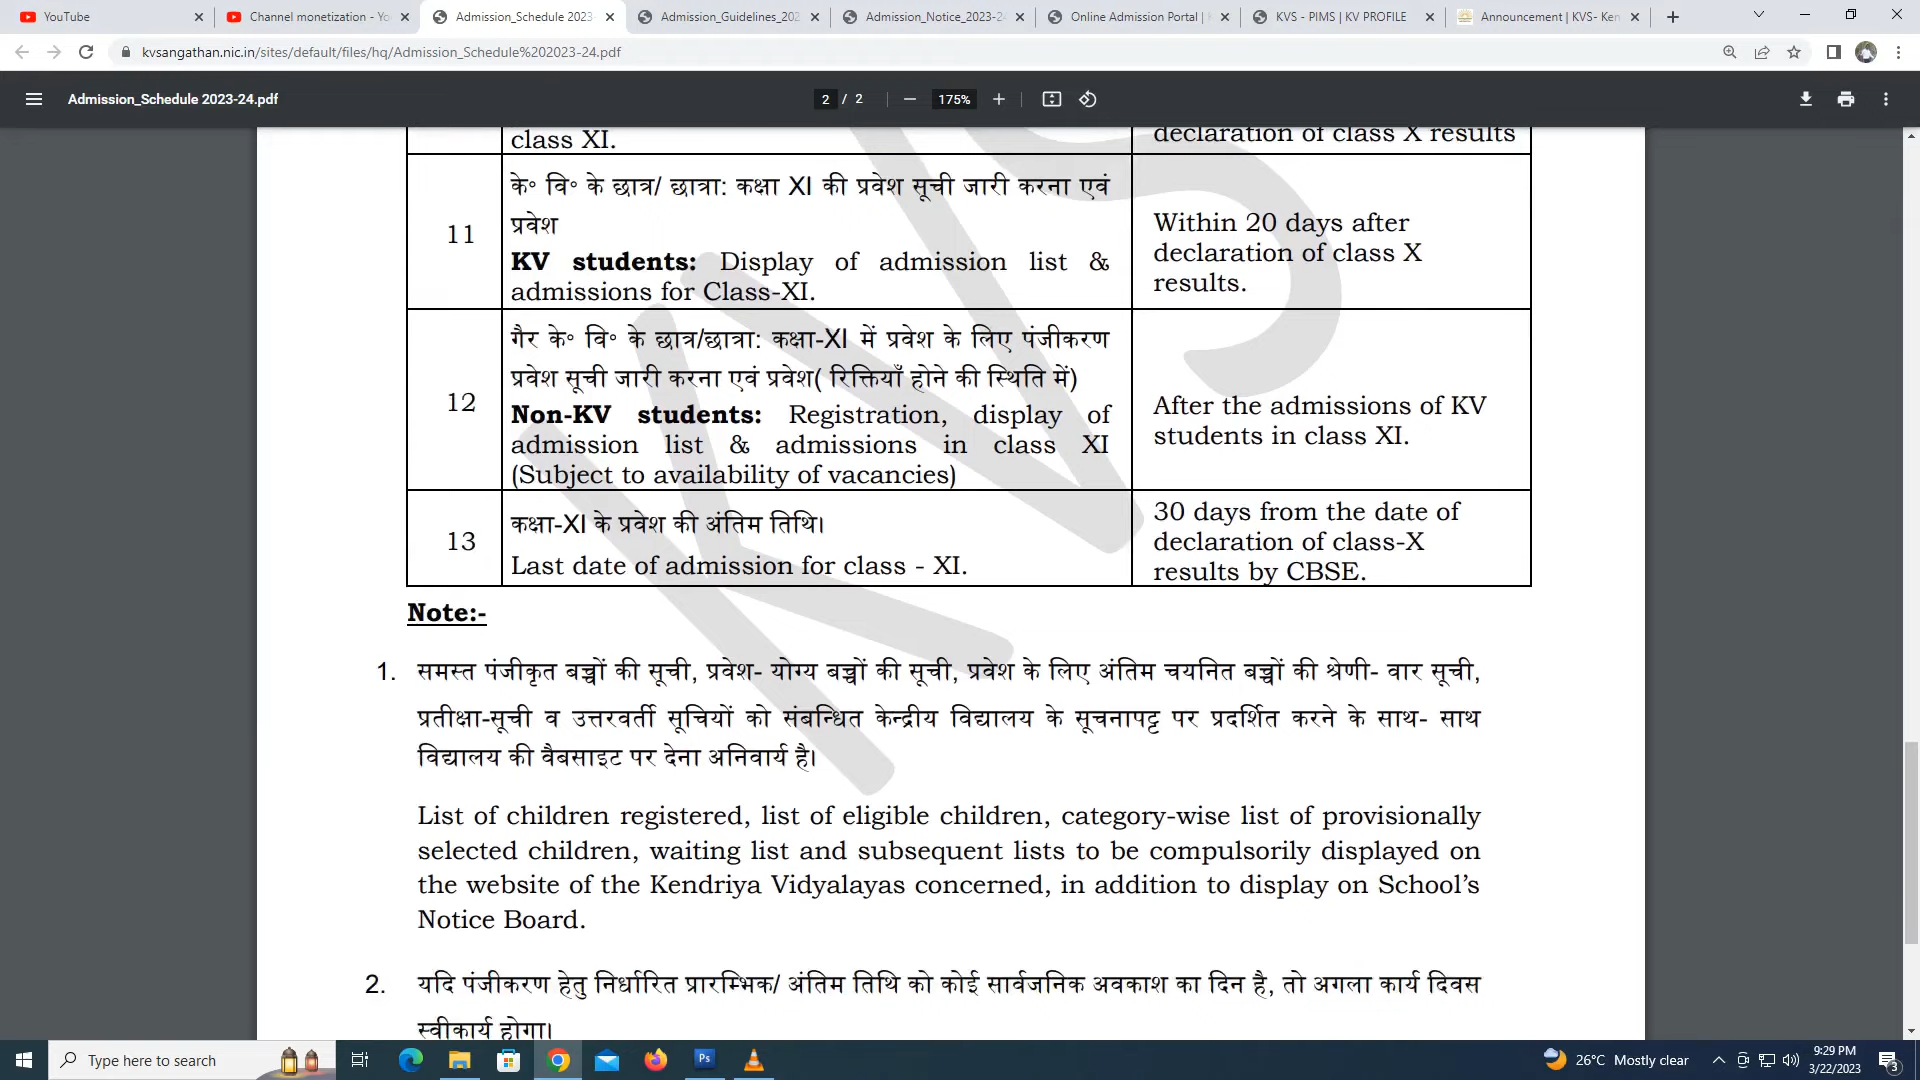 YouTube
Channel monetization - Yo
Admission_Schedule 2023-
Admission_Guidelines_202
Admission_Notice_2023-2
Online Admission Portal |
KVS - PIMS | KV PROFILE
Announcement | KVS- Ken
kvsangathan.nic.in/sites/default/files/hq/Admission_Schedule%202023-24.pdf
Admission_Schedule 2023-24.pdf
2 / 2
175%
class XI.
declaration of class X results
11
के॰ वि॰ के छात्र/ छात्रा: कक्षा XI की प्रवेश सूची जारी करना एवं
प्रवेश
KV students: Display of admission list &
admissions for Class-XI.
Within 20 days after
declaration of class X
results.
12
गैर के॰ वि॰ के छात्र/छात्रा: कक्षा-XI में प्रवेश के लिए पंजीकरण
प्रवेश सूची जारी करना एवं प्रवेश( रिक्तियाँ होने की स्थिति में)
Non-KV students: Registration, display of
admission list & admissions in class XI
(Subject to availability of vacancies)
After the admissions of KV
students in class XI.
13
कक्षा-XI के प्रवेश की अंतिम तिथि।
Last date of admission for class - XI.
30 days from the date of
declaration of class-X
results by CBSE.
Note:-
1. समस्त पंजीकृत बच्चों की सूची, प्रवेश- योग्य बच्चों की सूची, प्रवेश के लिए अंतिम चयनित बच्चों की श्रेणी- वार सूची,
प्रतीक्षा-सूची व उत्तरवर्ती सूचियों को संबन्धित केन्द्रीय विद्यालय के सूचनापट्ट पर प्रदर्शित करने के साथ- साथ
विद्यालय की वैबसाइट पर देना अनिवार्य है।
List of children registered, list of eligible children, category-wise list of provisionally
selected children, waiting list and subsequent lists to be compulsorily displayed on
the website of the Kendriya Vidyalayas concerned, in addition to display on School's
Notice Board.
2. यदि पंजीकरण हेतु निर्धारित प्रारम्भिक/ अंतिम तिथि को कोई सार्वजनिक अवकाश का दिन है, तो अगला कार्य दिवस
स्वीकार्य होगा।
KVS
Type here to search
Ps
26°C Mostly clear
9:29 PM
3/22/2023
3